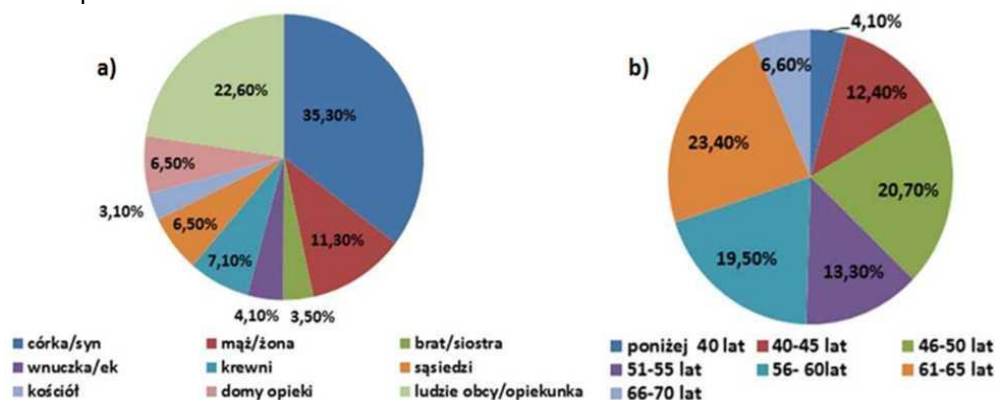 a)
22,60%
35,30%
6,50%
3,10%
6,50%
11,30%
7,10%
4,10%
3,50%
córka/syn
mąż/żona
brat/siostra
wnuczka/ek
krewni
sąsiedzi
kościół
domy opieki
ludzie obcy/opiekunka
b)
4,10%
6,60%
12,40%
23,40%
20,70%
19,50%
13,30%
poniżej 40 lat
40-45 lat
46-50 lat
51-55 lat
56- 60lat
61-65 lat
66-70 lat